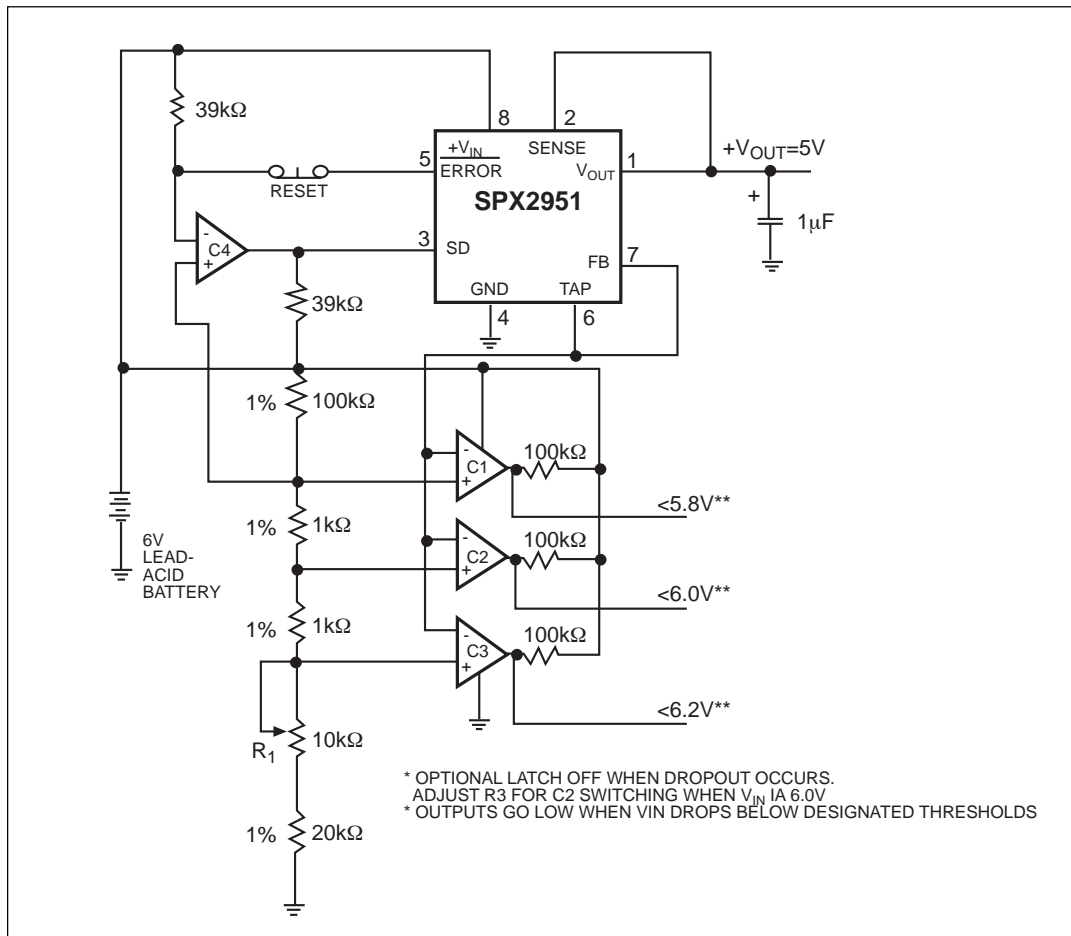 39kΩ
8
2
+VIN
SENSE
+VOUT=5V
5
ERROR
VOUT
1
RESET
SPX2951
+
1µF
-
C4
+
3
SD
FB
7
39kΩ
GND
TAP
4
6
1%
100kΩ
-
C1
+
100kΩ
<5.8V**
1%
1kΩ
-
C2
+
100kΩ
6V
LEAD-
ACID
BATTERY
<6.0V**
1%
1kΩ
-
C3
+
100kΩ
<6.2V**
R1
10kΩ
* OPTIONAL LATCH OFF WHEN DROPOUT OCCURS.
ADJUST R3 FOR C2 SWITCHING WHEN VIN IA 6.0V
* OUTPUTS GO LOW WHEN VIN DROPS BELOW DESIGNATED THRESHOLDS
1%
20kΩ